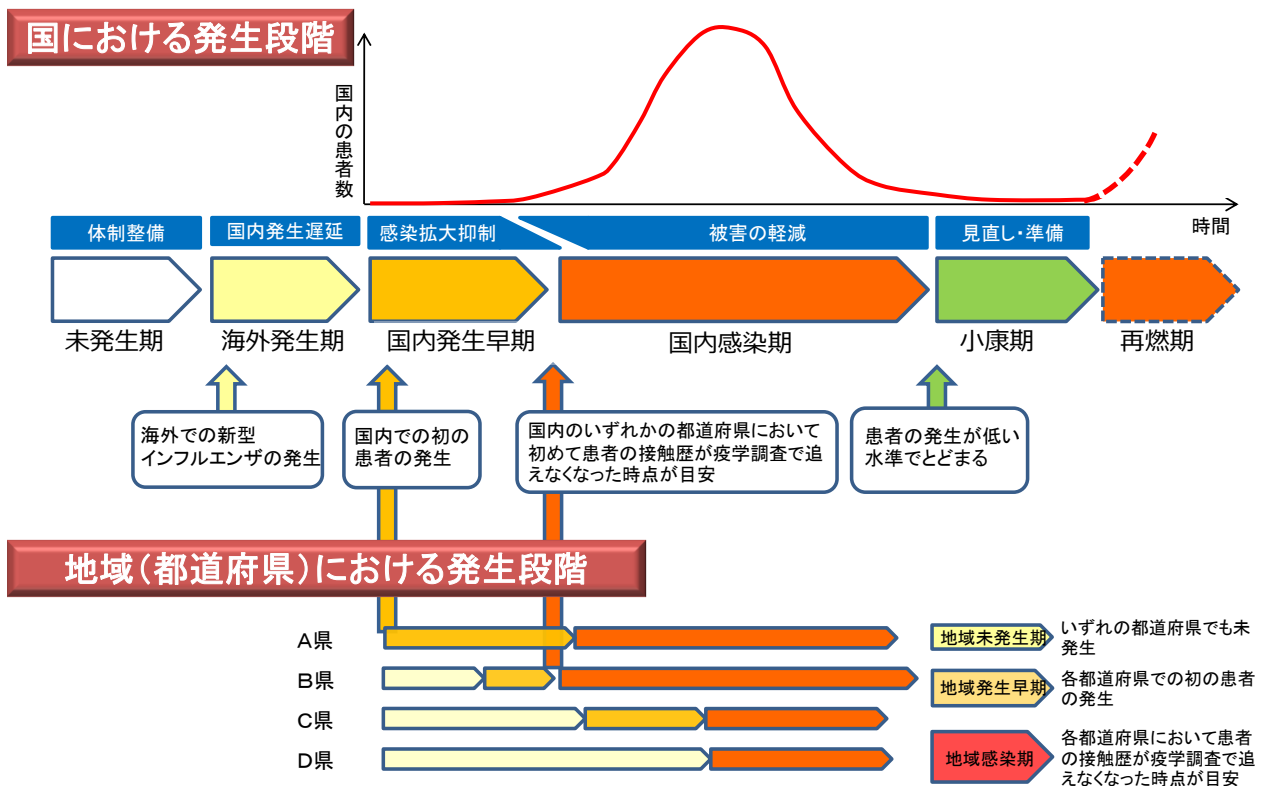 国における発生段階
国内の患者数
時間
体制整備
国内発生遅延
感染拡大抑制
被害の軽減
見直し・準備
未発生期
海外発生期
国内発生早期
国内感染期
小康期
再燃期
海外での新型
インフルエンザの発生
国内での初の
患者の発生
国内のいずれかの都道府県において
初めて患者の接触歴が疫学調査で追
えなくなった時点が目安
患者の発生が低い
水準でとどまる
地域(都道府県)における発生段階
A県
B県
C県
D県
地域未発生期
いずれの都道府県でも未
発生
地域発生早期
各都道府県での初の患者
の発生
地域感染期
各都道府県において患者
の接触歴が疫学調査で追
えなくなった時点が目安